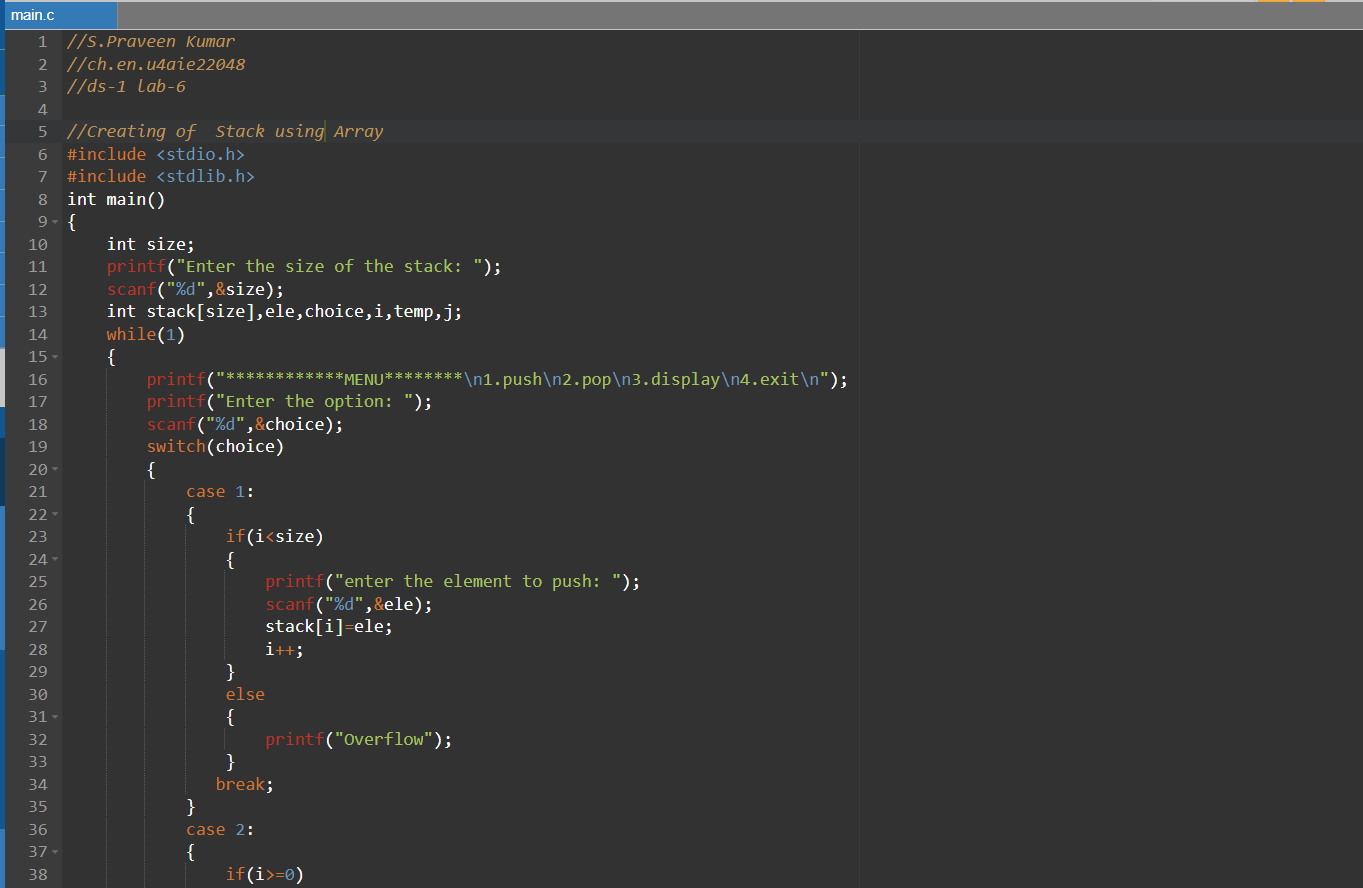 main.c
1 //S.Praveen Kumar
2 //ch.en.u4aie22048
3 //ds-1 lab-6
4
5 //Creating of  Stack using Array
6 #include <stdio.h>
7 #include <stdlib.h>
8 int main()
9 {
10     int size;
11     printf("Enter the size of the stack: ");
12     scanf("%d",&size);
13     int stack[size],ele,choice,i,temp,j;
14     while(1)
15     {
16         printf("************MENU********\n1.push\n2.pop\n3.display\n4.exit\n");
17         printf("Enter the option: ");
18         scanf("%d",&choice);
19         switch(choice)
20         {
21             case 1:
22             {
23                 if(i<size)
24                 {
25                     printf("enter the element to push: ");
26                     scanf("%d",&ele);
27                     stack[i]=ele;
28                     i++;
29                 }
30                 else
31                 {
32                     printf("Overflow");
33                 }
34                break;
35             }
36             case 2:
37             {
38                 if(i>=0)